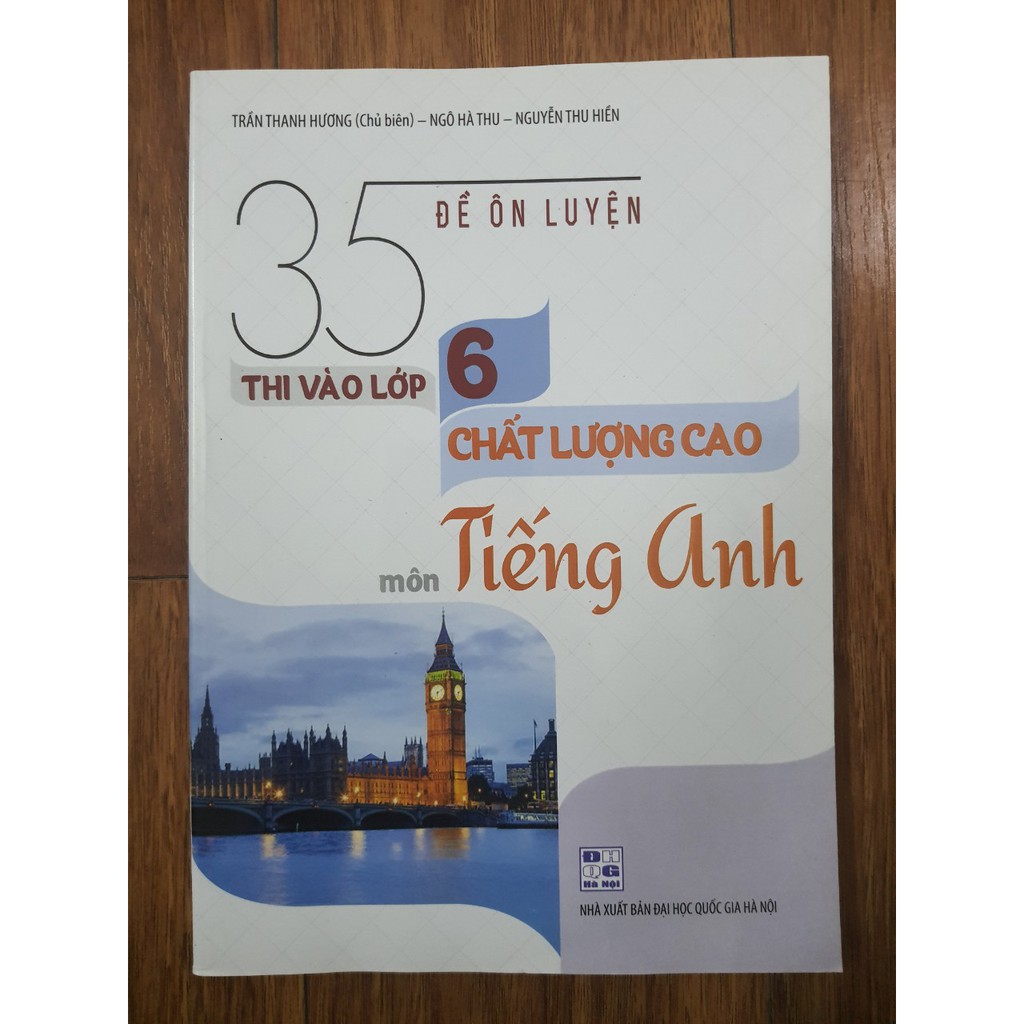 TRẦN THANH HƯƠNG (Chủ biên) – NGÔ HÀ THU – NGUYỄN THU HIỀN
35 ĐỀ ÔN LUYỆN
THI VÀO LỚP 6
CHẤT LƯỢNG CAO
môn Tiếng Anh
ĐH
QG
Hà Nội
NHÀ XUẤT BẢN ĐẠI HỌC QUỐC GIA HÀ NỘI